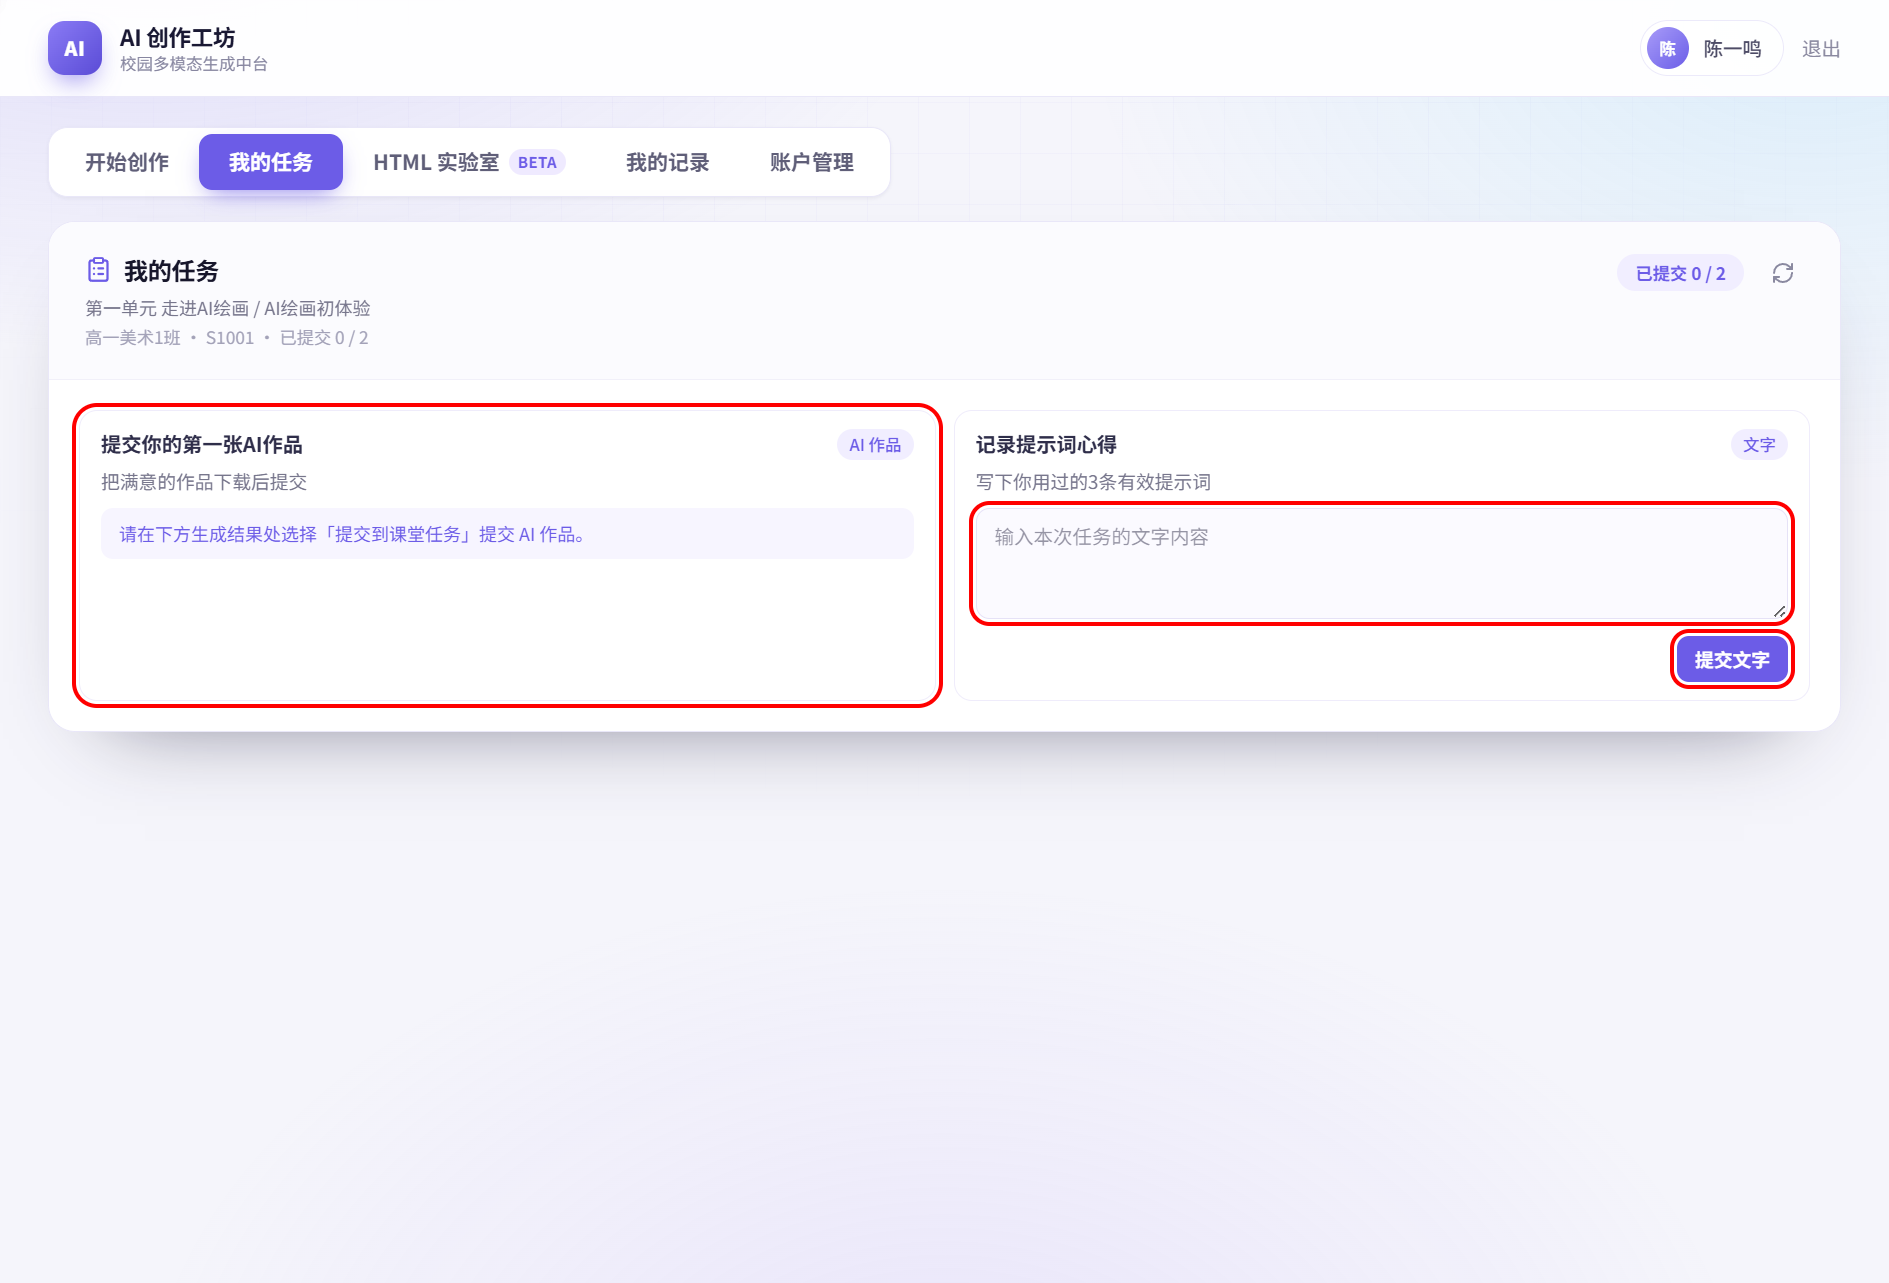 AI
AI 创作工坊
校园多模态生成中台
陈
陈一鸣
退出
开始创作
我的任务
HTML 实验室 BETA
我的记录
账户管理
我的任务
已提交 0 / 2
第一单元 走进AI绘画 / AI绘画初体验
高一美术1班 • S1001 • 已提交 0 / 2
提交你的第一张AI作品
AI 作品
把满意的作品下载后提交
请在下方生成结果处选择「提交到课堂任务」提交 AI 作品。
记录提示词心得
文字
写下你用过的3条有效提示词
输入本次任务的文字内容
提交文字